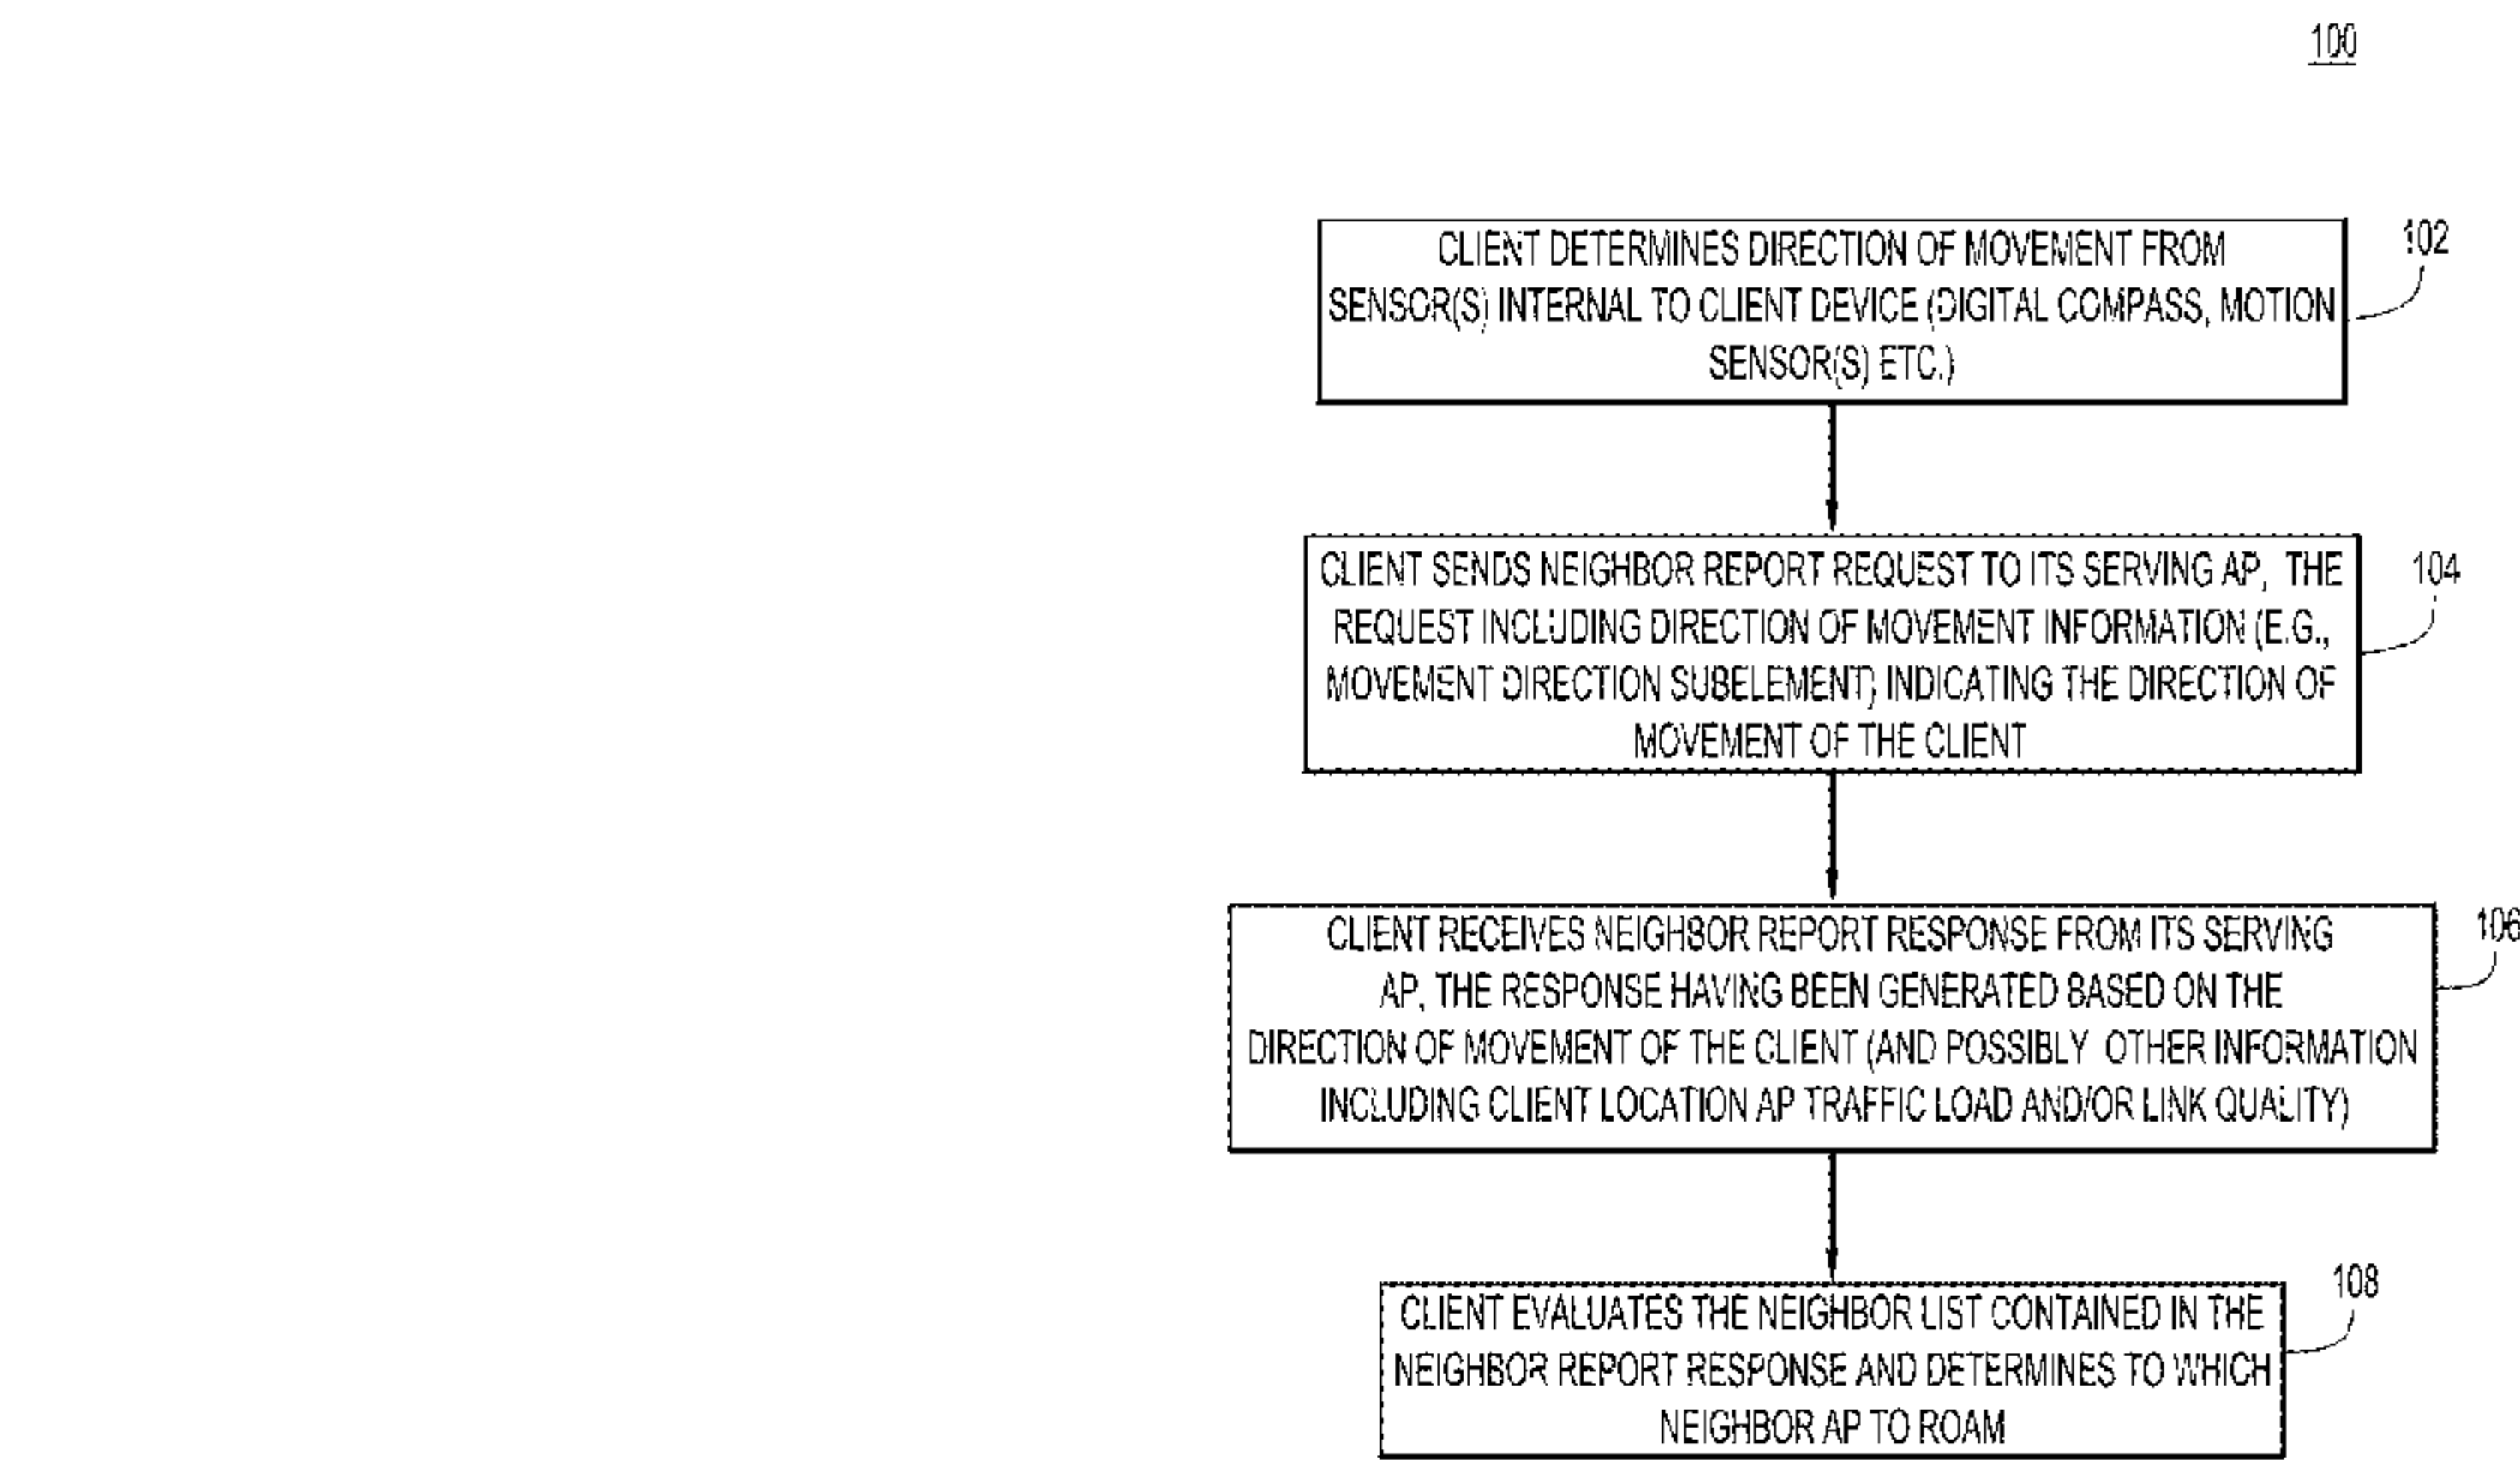 100
CLIENT DETERMINES DIRECTION OF MOVEMENT FROM
SENSOR(S) INTERNAL TO CLIENT DEVICE (DIGITAL COMPASS, MOTION
SENSOR(S) ETC.)
102
CLIENT SENDS NEIGHBOR REPORT REQUEST TO ITS SERVING AP, THE
REQUEST INCLUDING DIRECTION OF MOVEMENT INFORMATION (E.G.,
MOVEMENT DIRECTION SUBELEMENT) INDICATING THE DIRECTION OF
MOVEMENT OF THE CLIENT
104
CLIENT RECEIVES NEIGHBOR REPORT RESPONSE FROM ITS SERVING
AP, THE RESPONSE HAVING BEEN GENERATED BASED ON THE
DIRECTION OF MOVEMENT OF THE CLIENT (AND POSSIBLY OTHER INFORMATION
INCLUDING CLIENT LOCATION AP TRAFFIC LOAD AND/OR LINK QUALITY)
106
CLIENT EVALUATES THE NEIGHBOR LIST CONTAINED IN THE
NEIGHBOR REPORT RESPONSE AND DETERMINES TO WHICH
NEIGHBOR AP TO ROAM
108